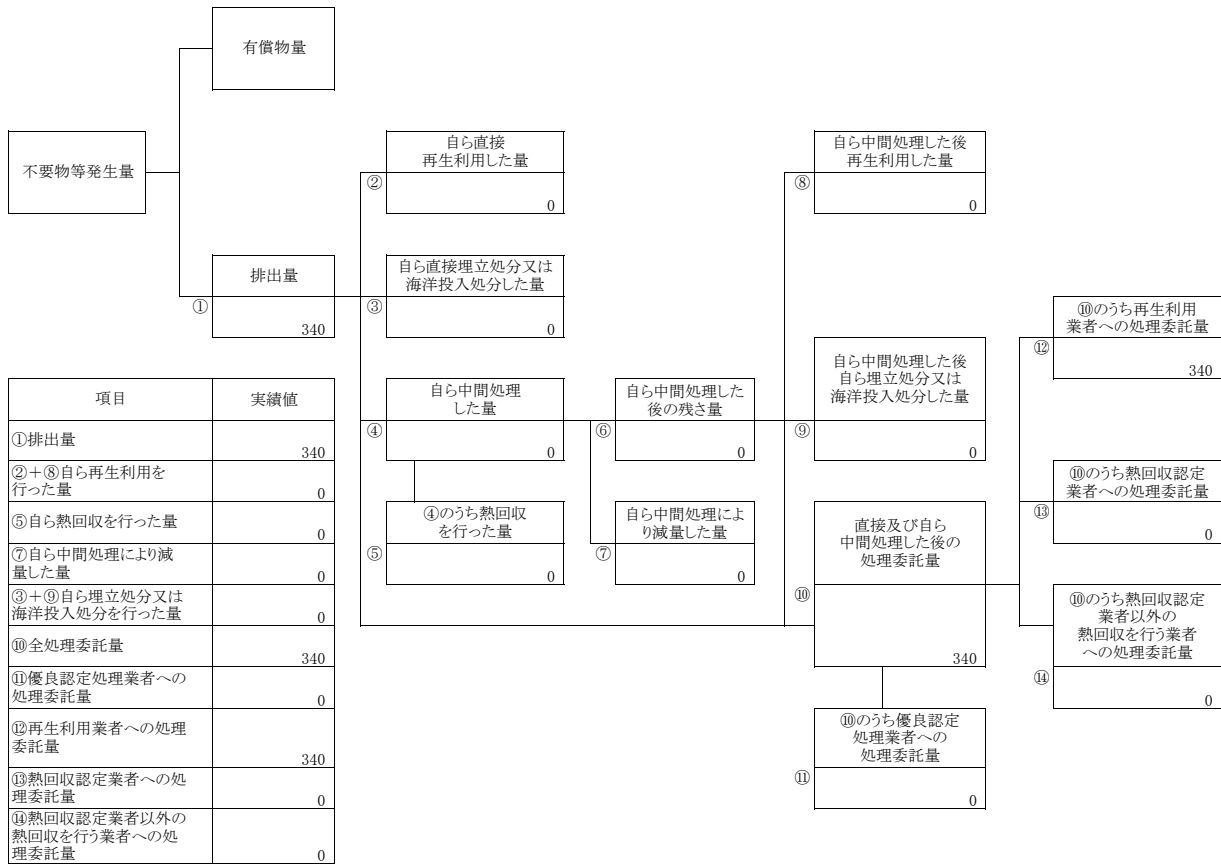 有償物量
不要物等発生量
自ら直接
再生利用した量
②
0
自ら中間処理した後
再生利用した量
⑧
0
排出量
①
340
自ら直接埋立処分又は
海洋投入処分した量
③
0
⑩のうち再生利用
業者への処理委託量
⑫
340
自ら中間処理
した量
④
0
自ら中間処理した
後の残さ量
⑥
0
自ら中間処理した後
自ら埋立処分又は
海洋投入処分した量
⑨
0
⑩のうち熱回収認定
業者への処理委託量
⑬
0
④のうち熱回収
を行った量
⑤
0
自ら中間処理によ
り減量した量
⑦
0
直接及び自ら
中間処理した後の
処理委託量
⑩
340
⑩のうち熱回収認定
業者以外の
熱回収を行う業者
への処理委託量
⑭
0
⑩のうち優良認定
処理業者への
処理委託量
⑪
0
項目 実績値
①排出量 340
②+⑧自ら再生利用を
行った量 0
⑤自ら熱回収を行った量 0
⑦自ら中間処理により減
量した量 0
③+⑨自ら埋立処分又は
海洋投入処分を行った量 0
⑩全処理委託量 340
⑪優良認定処理業者への
処理委託量 0
⑫再生利用業者への処理
委託量 340
⑬熱回収認定業者への処
理委託量 0
⑭熱回収認定業者以外の
熱回収を行う業者への処
理委託量 0